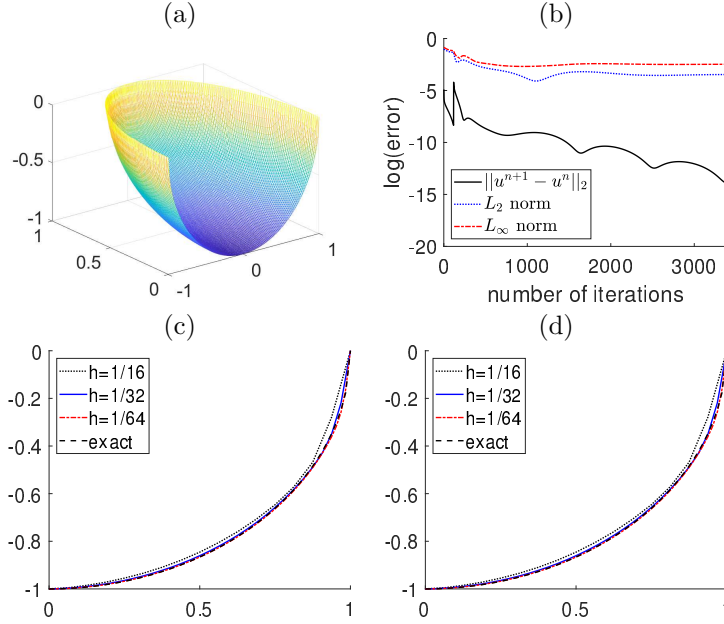 (a)
0
-0.5
-1
1
0.5
0
-1
0
1
(b)
0
-5
-10
-15
-20
log(error)
||u^{n+1} − u^n||_2
L_2 norm
L_∞ norm
0
1000
2000
3000
number of iterations
(c)
0
-0.2
-0.4
-0.6
-0.8
-1
h=1/16
h=1/32
h=1/64
exact
0
0.5
1
(d)
0
-0.2
-0.4
-0.6
-0.8
-1
h=1/16
h=1/32
h=1/64
exact
0
0.5